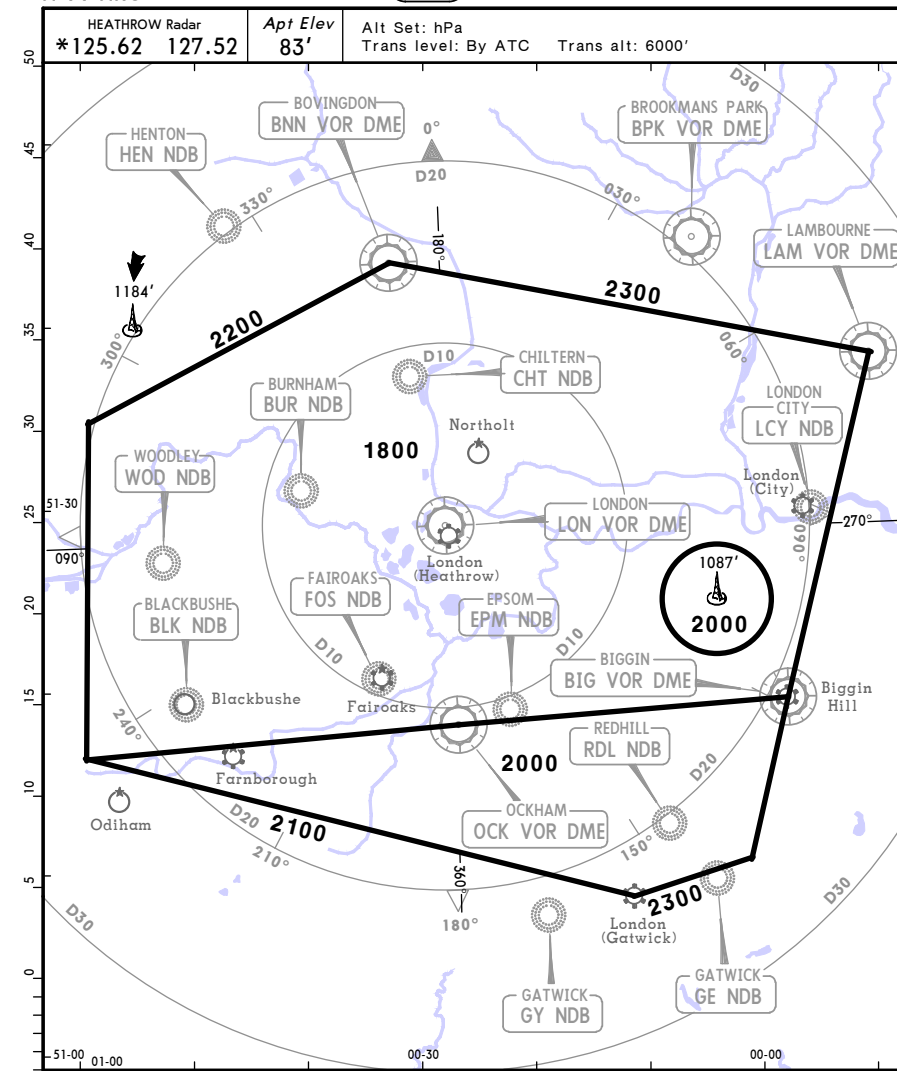 HEATHROW Radar
*125.62 127.52
Apt Elev
83'
Alt Set: hPa
Trans level: By ATC Trans alt: 6000'
50
45
40
35
30
25
20
15
10
5
0
D30
D30
D30
D30
HENTON
HEN NDB
BOVINGDON
BNN VOR DME
BROOKMANS PARK
BPK VOR DME
LAMBOURNE
LAM VOR DME
0°
D20
330°
030°
180°
1184'
2200
2300
300°
060°
D10
CHILTERN
CHT NDB
BURNHAM
BUR NDB
LONDON
CITY
LCY NDB
Northolt
1800
WOODLEY
WOD NDB
London
(City)
51-30
LONDON
LON VOR DME
270°
090°
090°
London
(Heathrow)
1087'
2000
FAIROAKS
FOS NDB
EPSOM
EPM NDB
BLACKBUSHE
BLK NDB
D10
D10
BIGGIN
BIG VOR DME
Biggin
Hill
Blackbushe
Fairoaks
240°
REDHILL
RDL NDB
2000
D20
Farnborough
Odiham
D20
2100
210°
OCKHAM
OCK VOR DME
150°
360°
180°
2300
London
(Gatwick)
GATWICK
GY NDB
GATWICK
GE NDB
51-00
01-00
00-30
00-00